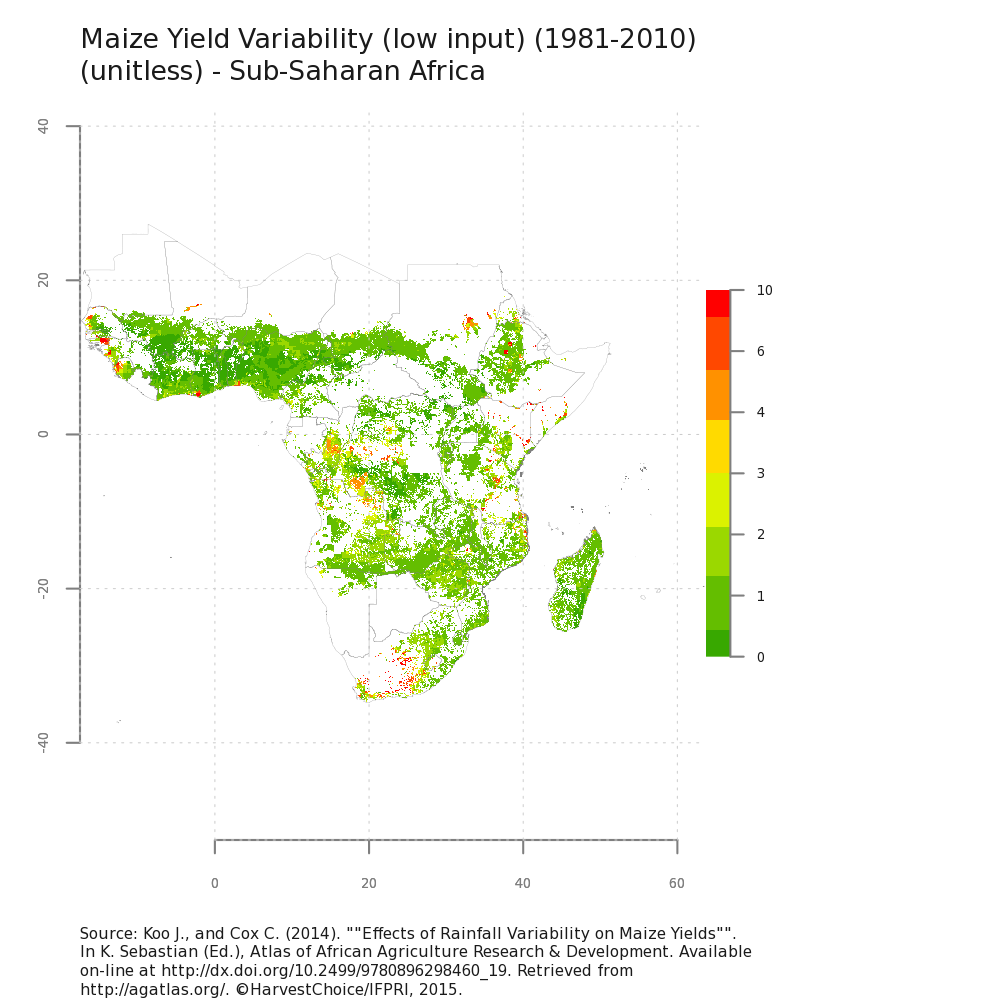 Maize Yield Variability (low input) (1981-2010)
(unitless) - Sub-Saharan Africa
40
20
0
-20
-40
10
6
4
3
2
1
0
0
20
40
60
Source: Koo J., and Cox C. (2014). ""Effects of Rainfall Variability on Maize Yields"".
In K. Sebastian (Ed.), Atlas of African Agriculture Research & Development. Available
on-line at http://dx.doi.org/10.2499/9780896298460_19. Retrieved from
http://agatlas.org/. ©HarvestChoice/IFPRI, 2015.